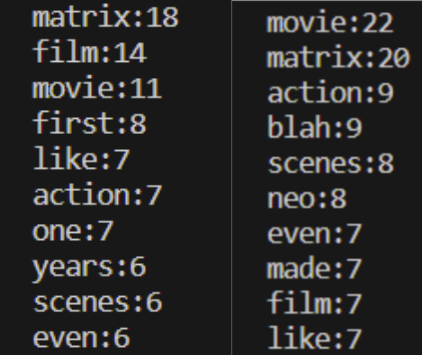 matrix:18
film:14
movie:11
first:8
like:7
action:7
one:7
years:6
scenes:6
even:6
movie:22
matrix:20
action:9
blah:9
scenes:8
neo:8
even:7
made:7
film:7
like:7